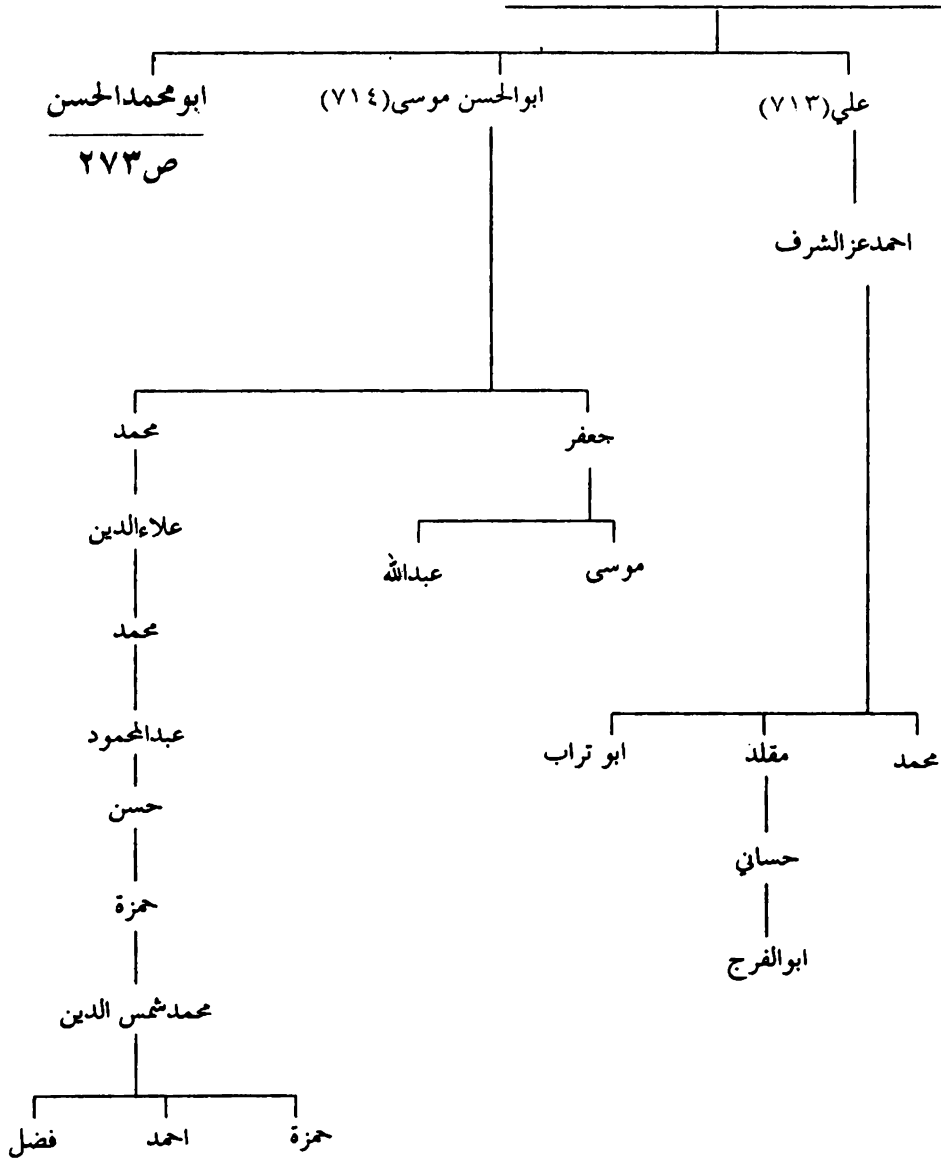 علي (٧١٣)
ابوالحسن موسى (٧١٤)
ابومحمدالحسن
ص٢٧٣
احمدعزالشرف
جعفر
محمد
علاءالدين
موسى
عبدالله
محمد
عبدالمحمود
محمد
مقلد
ابو تراب
حسن
حساني
حمزة
ابوالفرج
محمدشمس الدين
حمزة
احمد
فضل